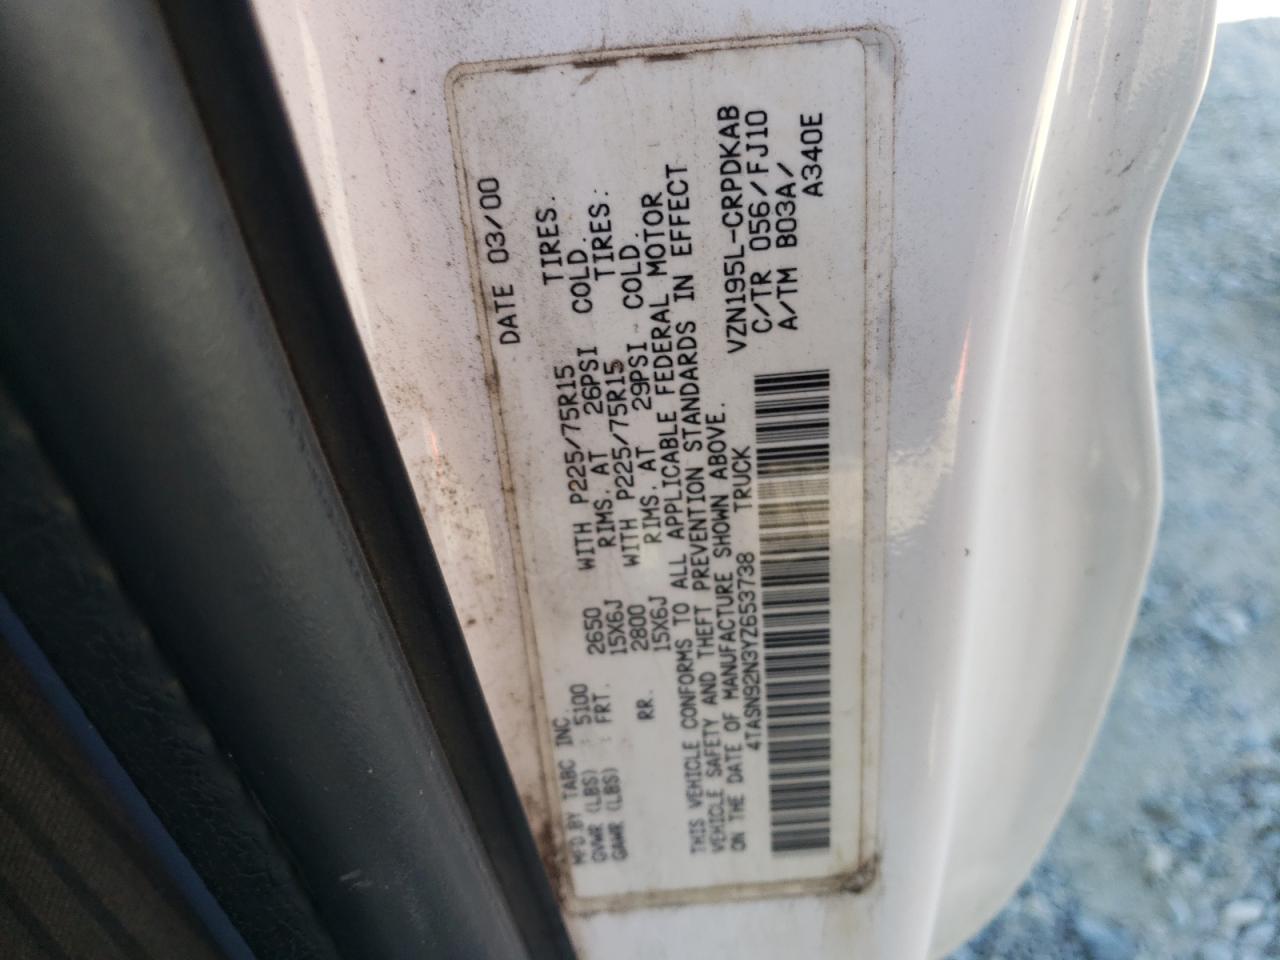 MFD.BY TABC INC. DATE 03/00
GVWR (LBS) : 5100
GAWR (LBS) : FRT. 2650 WITH P225/75R15 TIRES.
15X6J RIMS. AT 26PSI COLD.
RR. 2800 WITH P225/75R15 TIRES:
15X6J RIMS. AT 29PSI COLD.
THIS VEHICLE CONFORMS TO ALL APPLICABLE FEDERAL MOTOR
VEHICLE SAFETY AND THEFT PREVENTION STANDARDS IN EFFECT
ON THE DATE OF MANUFACTURE SHOWN ABOVE.
4TASN92N3YZ653738 TRUCK VZN195L-CRPDKAB
C/TR 056/FJ10
A/TM B03A/
A340E